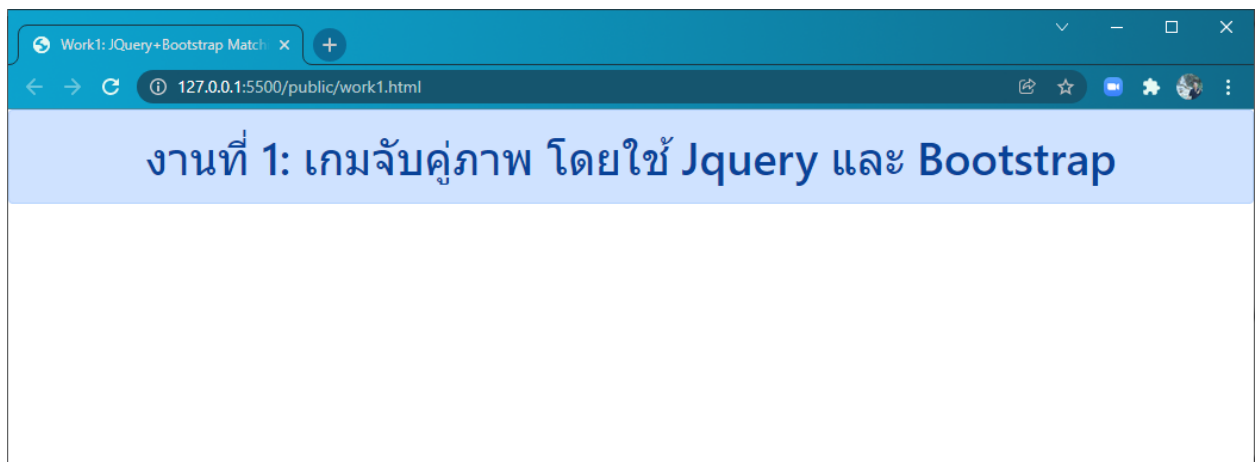 Work1: JQuery+Bootstrap Match
127.0.0.1:5500/public/work1.html
งานที่ 1: เกมจับคู่ภาพ โดยใช้ Jquery และ Bootstrap